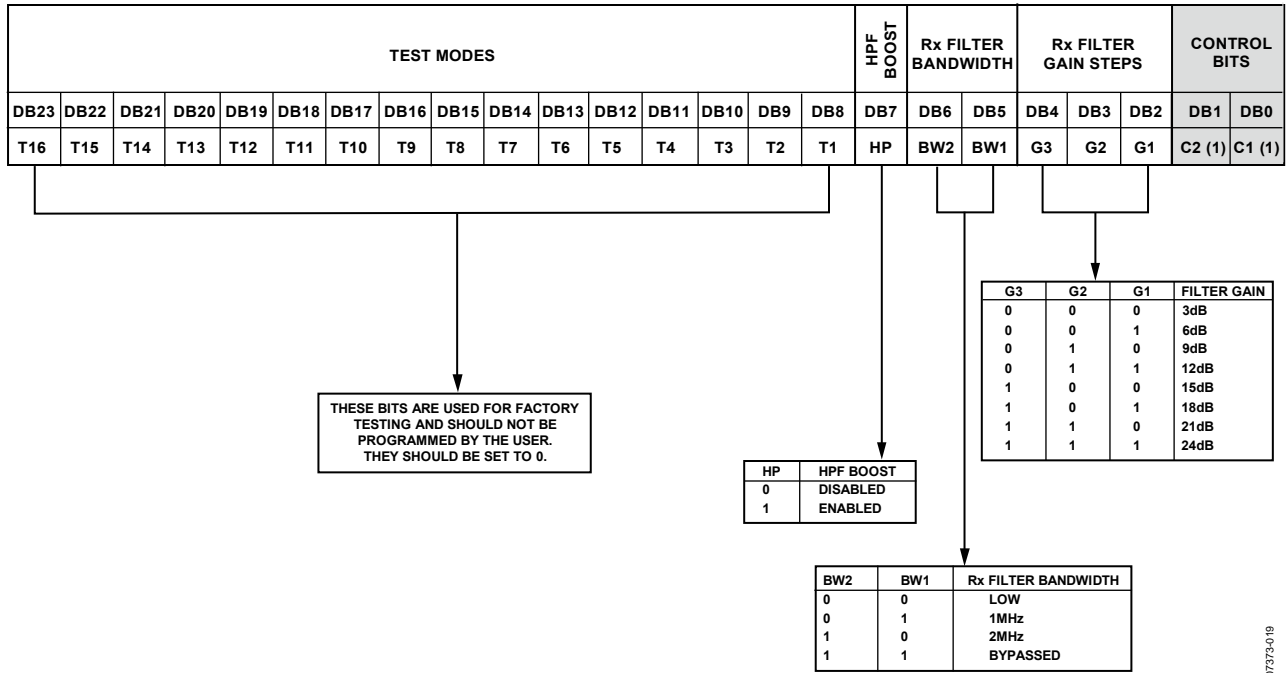 TEST MODES
HPF BOOST
Rx FILTER
BANDWIDTH
Rx FILTER
GAIN STEPS
CONTROL
BITS
DB23 DB22 DB21 DB20 DB19 DB18 DB17 DB16 DB15 DB14 DB13 DB12 DB11 DB10 DB9 DB8 DB7 DB6 DB5 DB4 DB3 DB2 DB1 DB0
T16 T15 T14 T13 T12 T11 T10 T9 T8 T7 T6 T5 T4 T3 T2 T1 HP BW2 BW1 G3 G2 G1 C2 (1) C1 (1)
G3 G2 G1 FILTER GAIN
0 0 0 3dB
0 0 1 6dB
0 1 0 9dB
0 1 1 12dB
1 0 0 15dB
1 0 1 18dB
1 1 0 21dB
1 1 1 24dB
THESE BITS ARE USED FOR FACTORY
TESTING AND SHOULD NOT BE
PROGRAMMED BY THE USER.
THEY SHOULD BE SET TO 0.
HP HPF BOOST
0 DISABLED
1 ENABLED
BW2 BW1 Rx FILTER BANDWIDTH
0 0 LOW
0 1 1MHz
1 0 2MHz
1 1 BYPASSED
07373-019